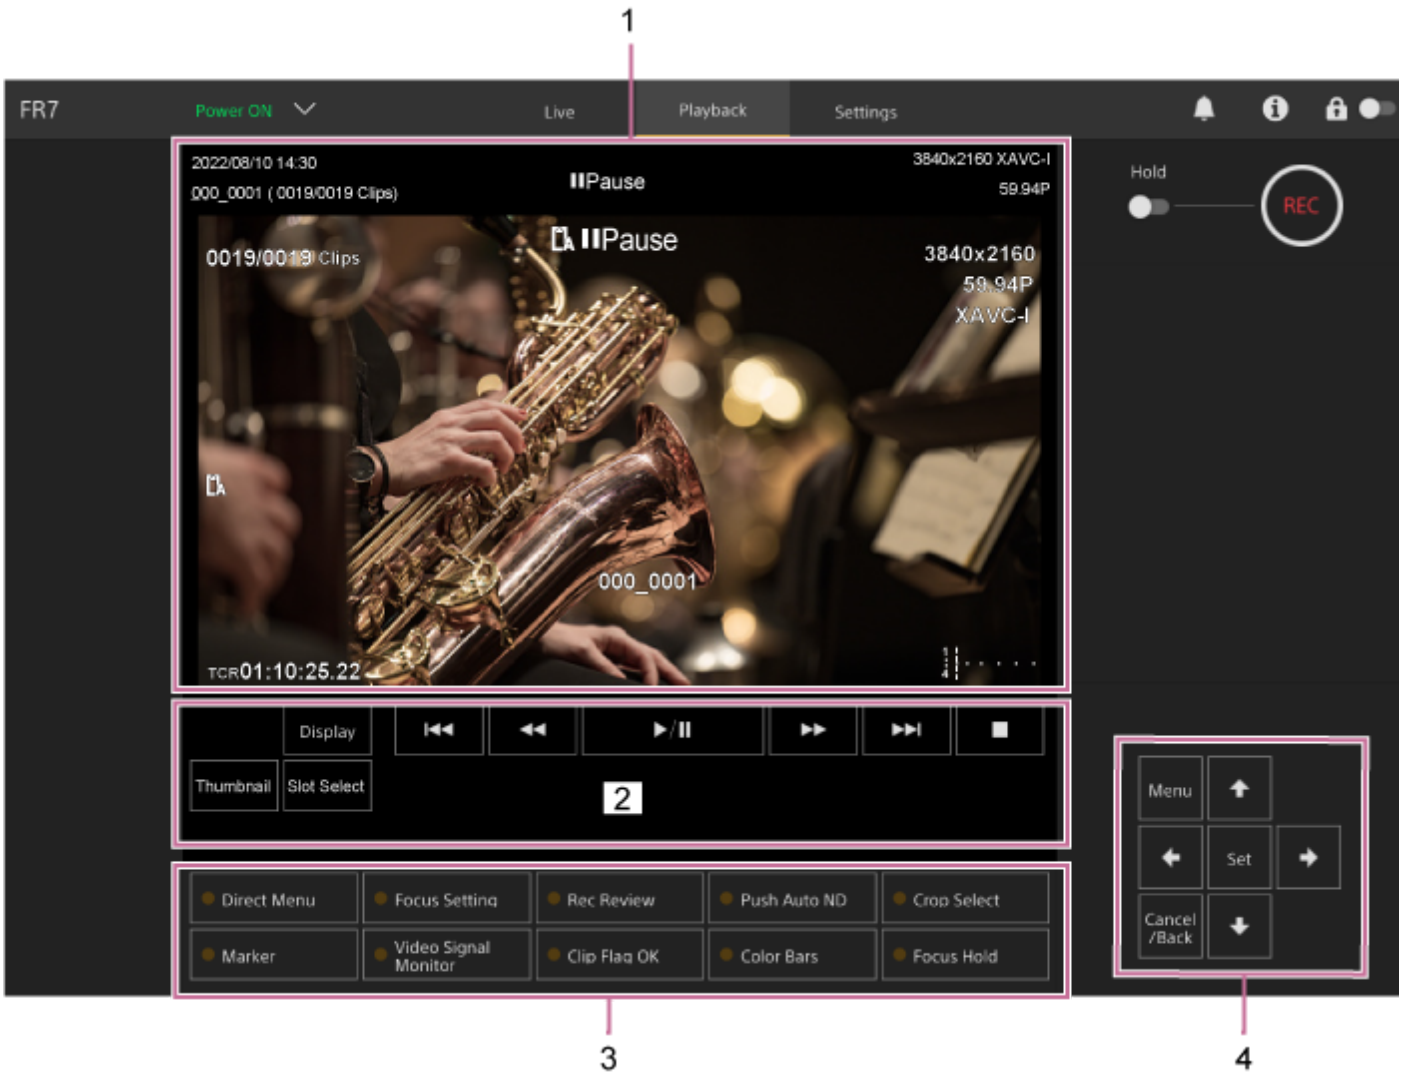 1
FR7
Power ON
Live
Playback
Settings
2022/08/10 14:30
000_0001 ( 0019/0019 Clips)
Pause
3840x2160 XAVC-I
59.94P
Hold
REC
0019/0019 Clips
A Pause
3840x2160
59.94P
XAVC-I
A
000_0001
TCR01:10:25.22
Display
Thumbnail
Slot Select
2
Menu
Set
Cancel
/Back
Direct Menu
Focus Setting
Rec Review
Push Auto ND
Crop Select
Marker
Video Signal
Monitor
Clip Flag OK
Color Bars
Focus Hold
3
4